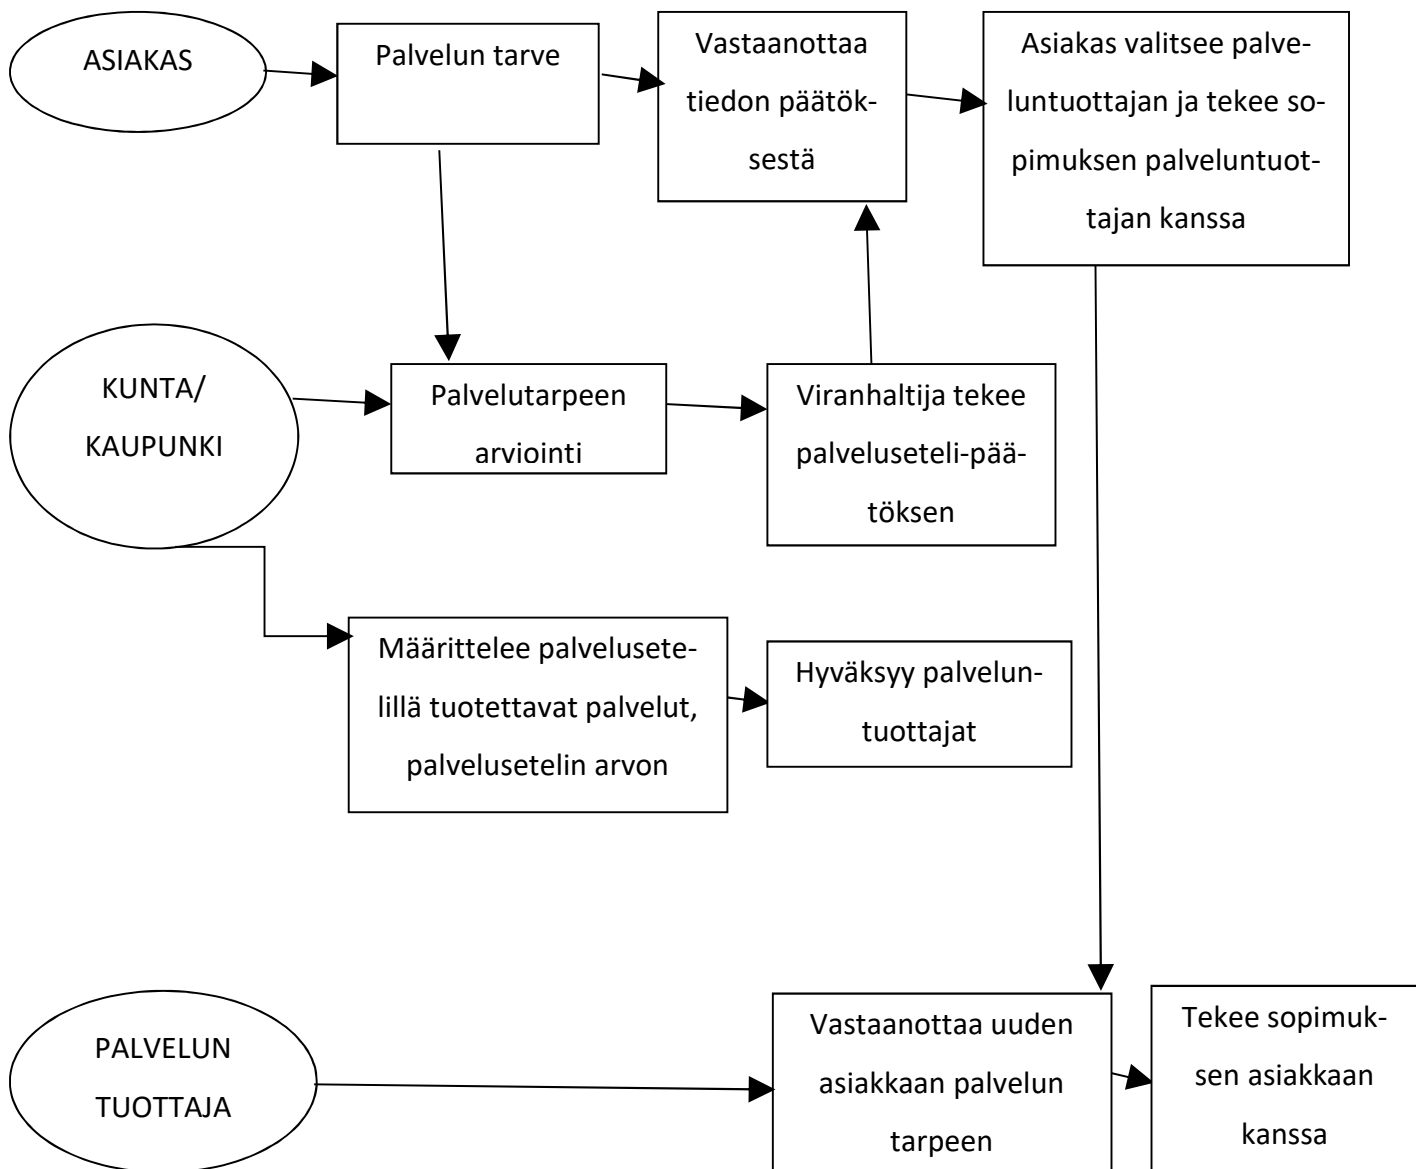 ASIAKAS
Palvelun tarve
Vastaanottaa
tiedon päätök-
sestä
Asiakas valitsee palve-
luntuottajan ja tekee so-
pimuksen palveluntuot-
tajan kanssa
KUNTA/
KAUPUNKI
Palvelutarpeen
arviointi
Viranhaltija tekee
palveluseteli-pää-
töksen
Määrittelee palvelusete-
lillä tuotettavat palvelut,
palvelusetelin arvon
Hyväksyy palvelun-
tuottajat
PALVELUN
TUOTTAJA
Vastaanottaa uuden
asiakkaan palvelun
tarpeen
Tekee sopimuk-
sen asiakkaan
kanssa